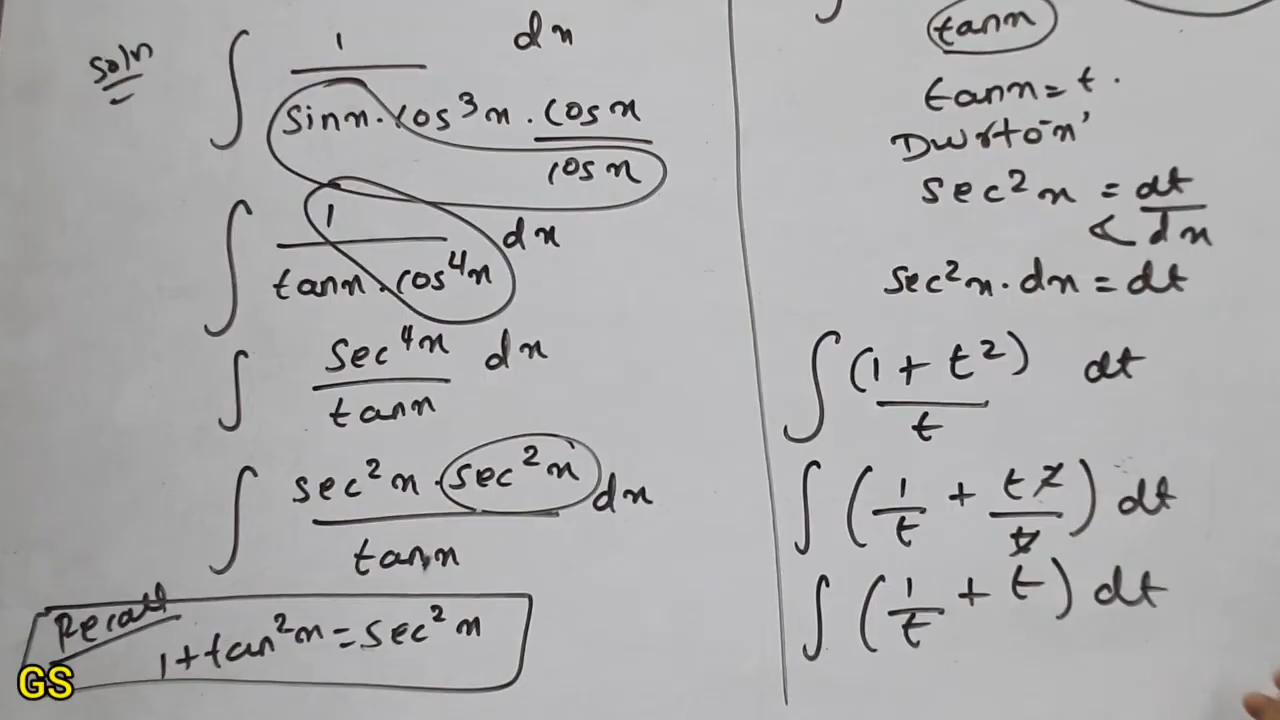 Soln
∫ 1 / (sinx · cos³x · cosx / cosx) dx
∫ 1 / (tanx · cos⁴x) dx
∫ sec⁴x / tanx dx
∫ sec²x · sec²x / tanx dx
Recall
1 + tan²x = sec²x
GS
tanx
tanx = t ·
Dwrto 'x'
sec²x = dt / dx
sec²x · dx = dt
∫ (1 + t²) / t dt
∫ (1/t + t²/t) dt
∫ (1/t + t) dt